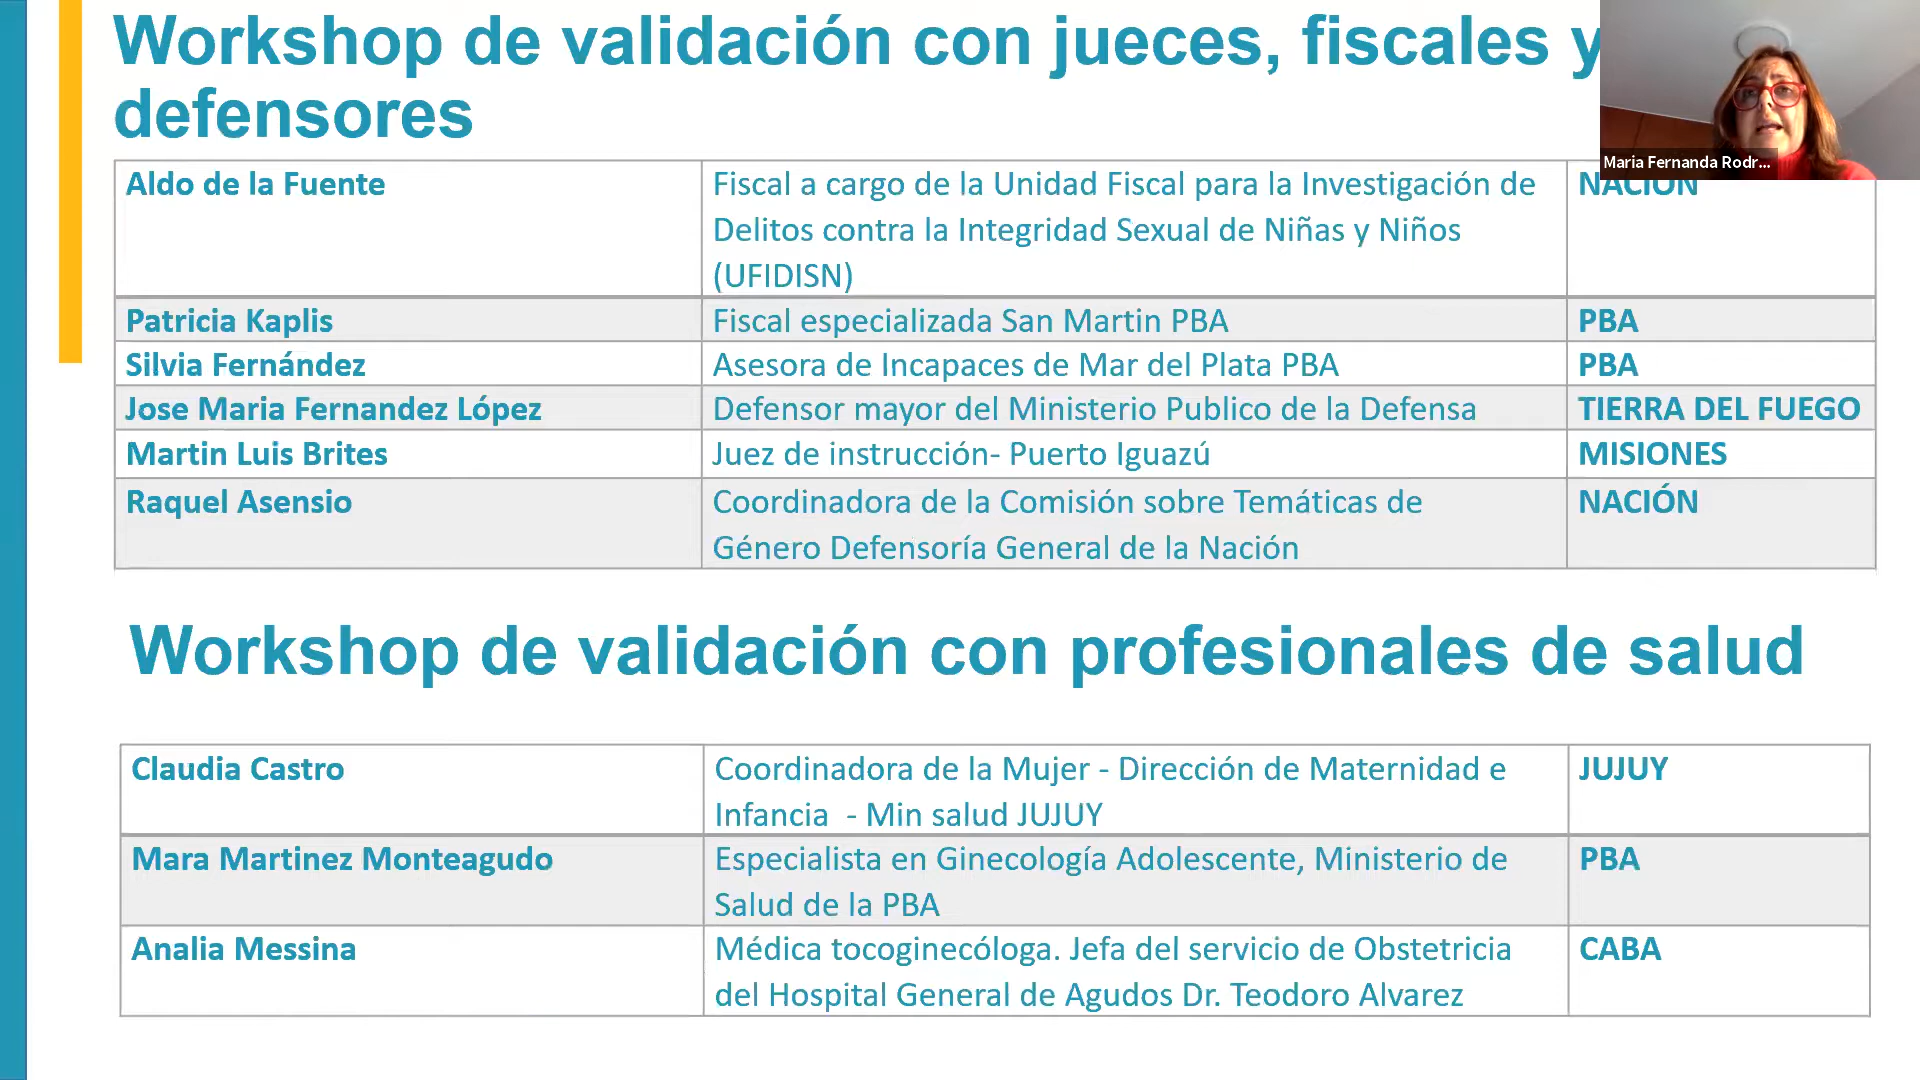 Workshop de validación con jueces, fiscales y
defensores
Maria Fernanda Rodr...
Aldo de la Fuente
Fiscal a cargo de la Unidad Fiscal para la Investigación de
Delitos contra la Integridad Sexual de Niñas y Niños
(UFIDISN)
NACIÓN
Patricia Kaplis
Fiscal especializada San Martin PBA
PBA
Silvia Fernández
Asesora de Incapaces de Mar del Plata PBA
PBA
Jose Maria Fernandez López
Defensor mayor del Ministerio Publico de la Defensa
TIERRA DEL FUEGO
Martin Luis Brites
Juez de instrucción- Puerto Iguazú
MISIONES
Raquel Asensio
Coordinadora de la Comisión sobre Temáticas de
Género Defensoría General de la Nación
NACIÓN
Workshop de validación con profesionales de salud
Claudia Castro
Coordinadora de la Mujer - Dirección de Maternidad e
Infancia  - Min salud JUJUY
JUJUY
Mara Martinez Monteagudo
Especialista en Ginecología Adolescente, Ministerio de
Salud de la PBA
PBA
Analia Messina
Médica tocoginecóloga. Jefa del servicio de Obstetricia
del Hospital General de Agudos Dr. Teodoro Alvarez
CABA